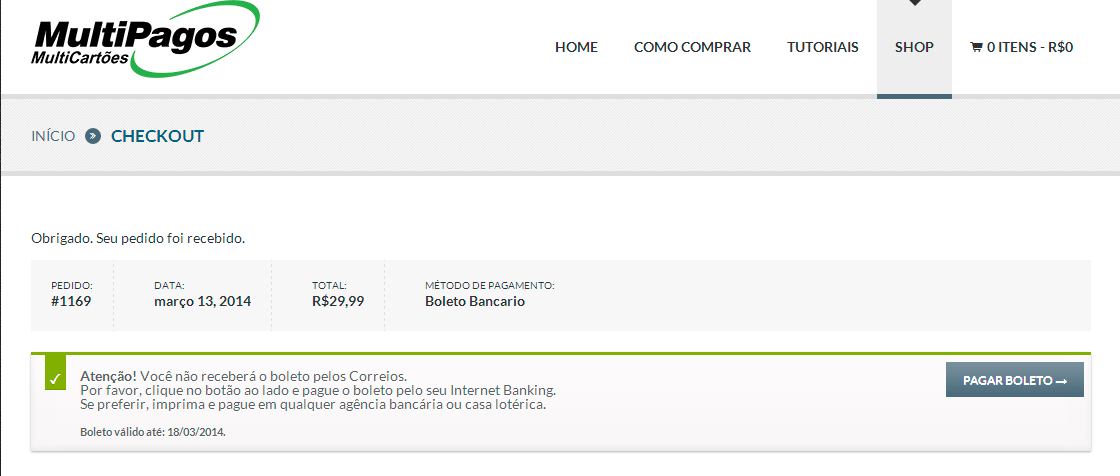 MultiPagos
MultiCartões
HOME COMO COMPRAR TUTORIAIS SHOP 0 ITENS - R$0
INÍCIO CHECKOUT
Obrigado. Seu pedido foi recebido.
PEDIDO: DATA: TOTAL: MÉTODO DE PAGAMENTO:
#1169 março 13, 2014 R$29,99 Boleto Bancario
Atenção! Você não receberá o boleto pelos Correios.
Por favor, clique no botão ao lado e pague o boleto pelo seu Internet Banking.
Se preferir, imprima e pague em qualquer agência bancária ou casa lotérica.
Boleto válido até: 18/03/2014.
PAGAR BOLETO →